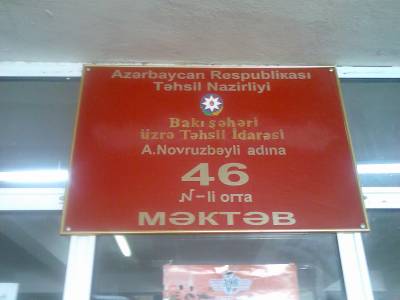 Azərbaycan Respublikası
Təhsil Nazirliyi
Bakı şəhəri
üzrə Təhsil İdarəsi
A.Novruzbəyli adına
46
№-li orta
MƏKTƏB